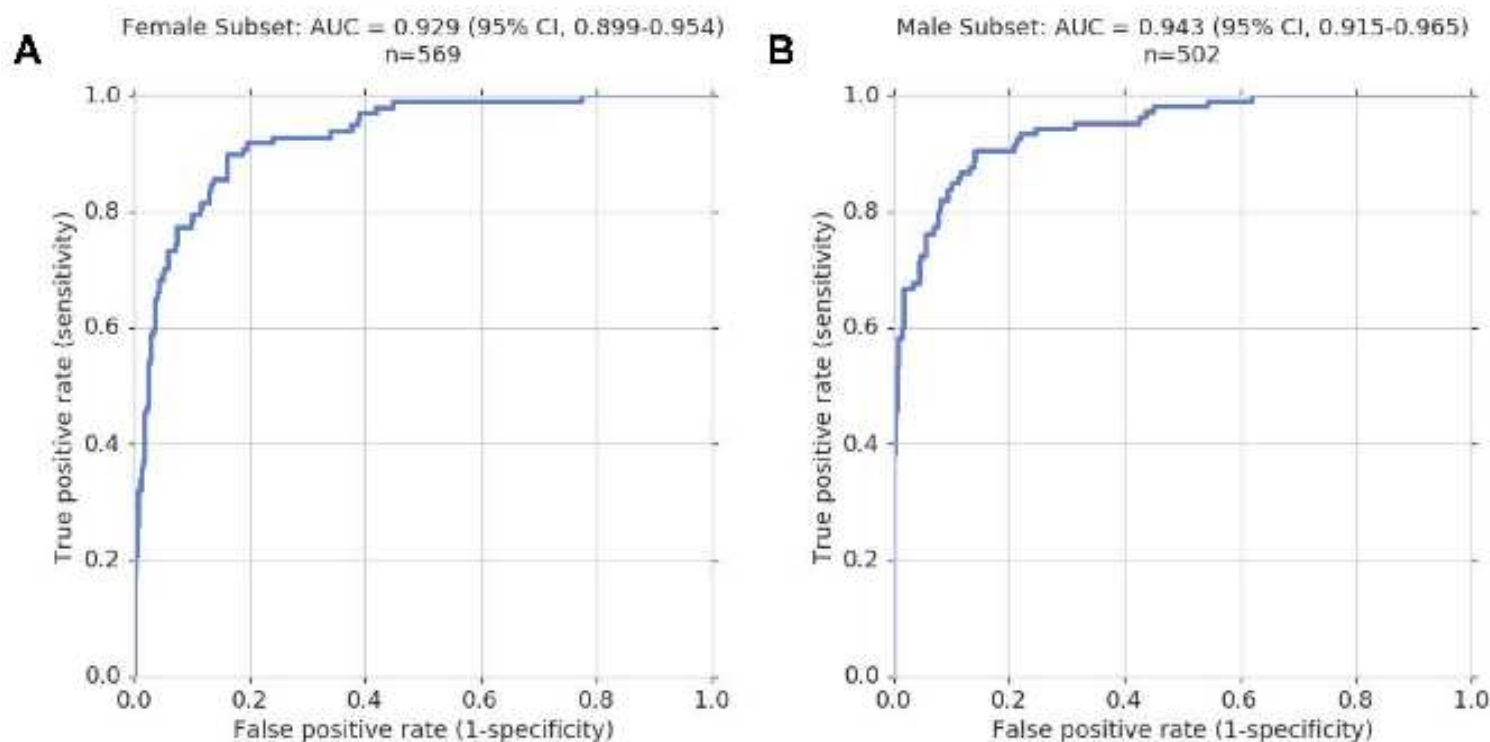 A
Female Subset: AUC = 0.929 (95% CI, 0.899-0.954)
n=569
1.0
0.8
0.6
0.4
0.2
0.0
True positive rate (sensitivity)
0.0 0.2 0.4 0.6 0.8 1.0
False positive rate (1-specificity)
B
Male Subset: AUC = 0.943 (95% CI, 0.915-0.965)
n=502
1.0
0.8
0.6
0.4
0.2
0.0
True positive rate (sensitivity)
0.0 0.2 0.4 0.6 0.8 1.0
False positive rate (1-specificity)